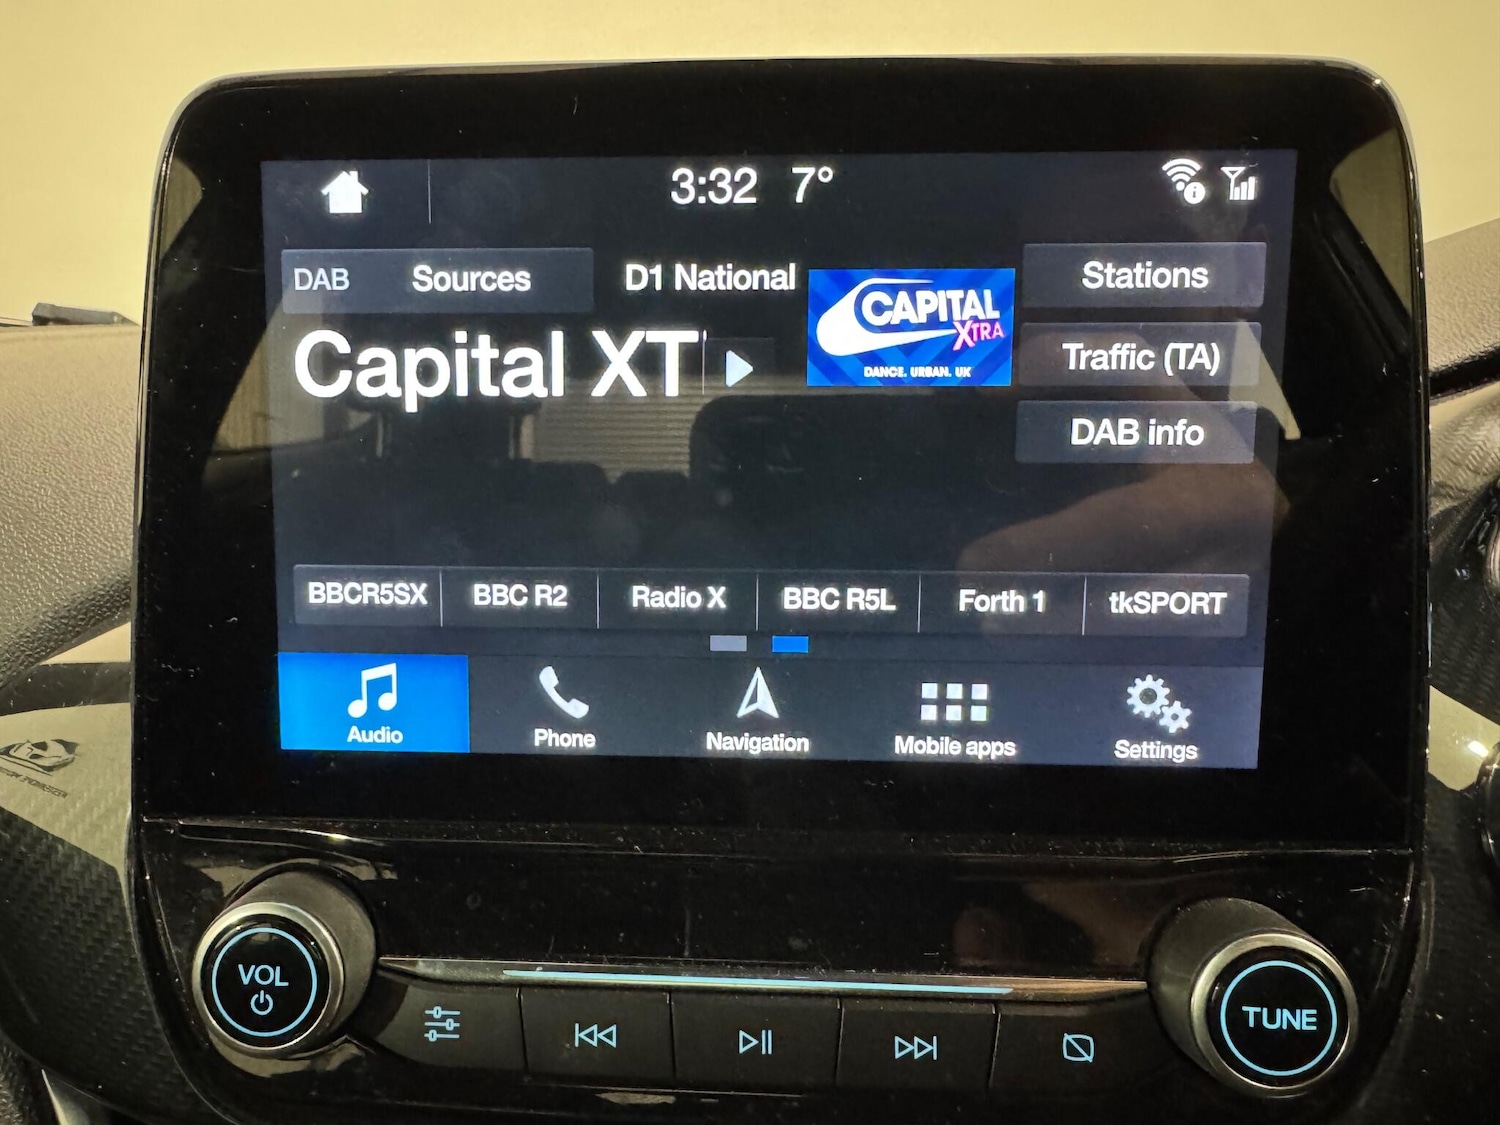 3:32 7°
DAB Sources
D1 National
Capital XT
CAPITAL
XTRA
DANCE. URBAN. UK
Stations
Traffic (TA)
DAB info
BBCR5SX
BBC R2
Radio X
BBC R5L
Forth 1
tkSPORT
Audio
Phone
Navigation
Mobile apps
Settings
VOL
TUNE